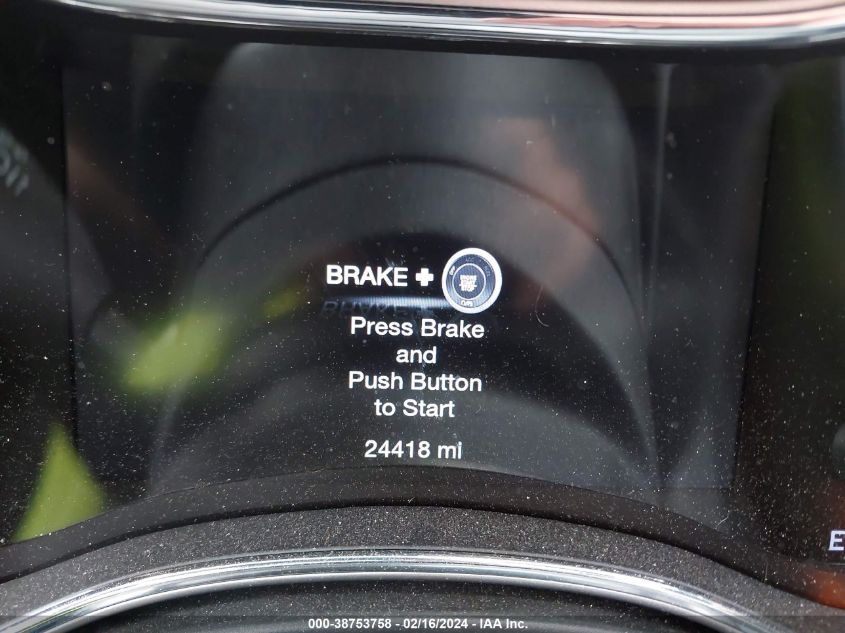 BRAKE +
Press Brake
and
Push Button
to Start
24418 mi
E
000-38753758 - 02/16/2024 - IAA Inc.